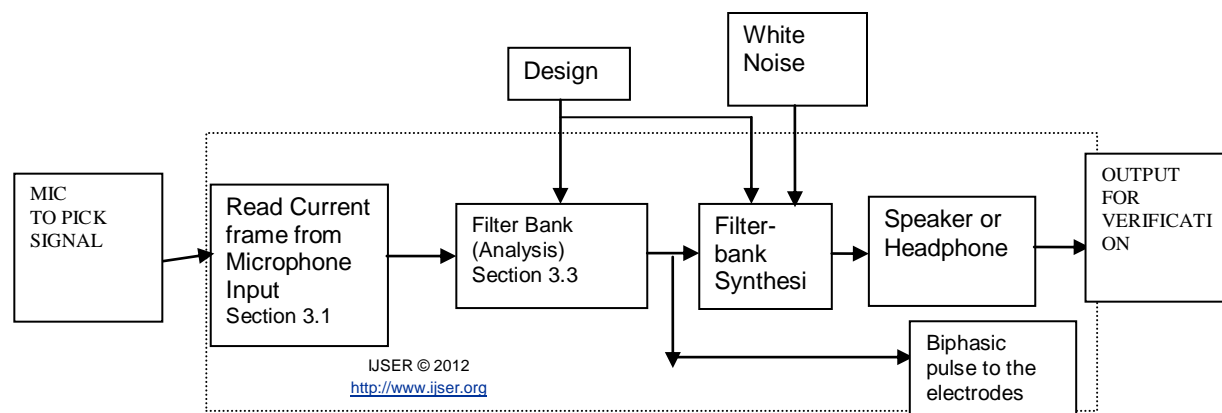 White
Noise
Design
MIC
TO PICK
SIGNAL
Read Current
frame from
Microphone
Input
Section 3.1
Filter Bank
(Analysis)
Section 3.3
Filter-
bank
Synthesi
Speaker or
Headphone
OUTPUT
FOR
VERIFICATI
ON
Biphasic
pulse to the
electrodes
IJSER © 2012
http://www.ijser.org